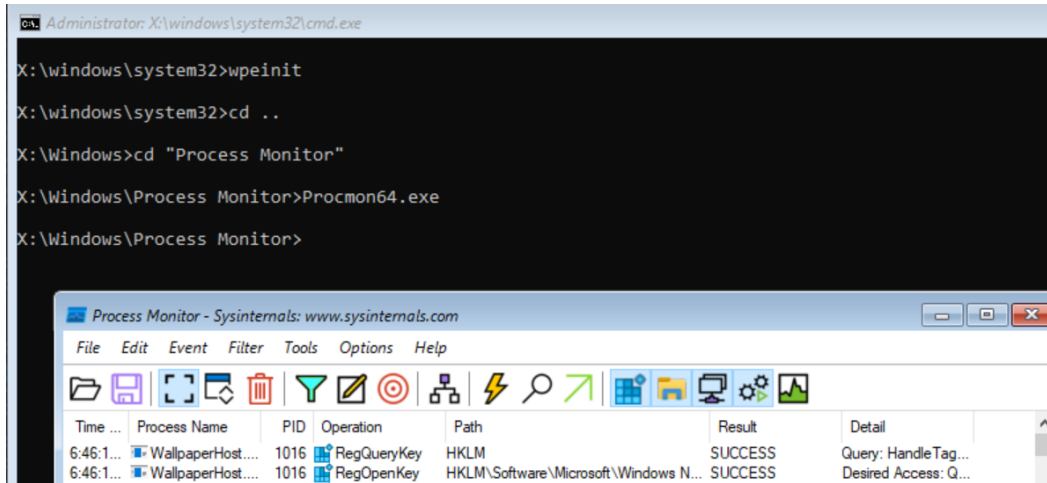 Administrator: X:\windows\system32\cmd.exe
X:\windows\system32>wpeinit
X:\windows\system32>cd ..
X:\Windows>cd "Process Monitor"
X:\Windows\Process Monitor>Procmon64.exe
X:\Windows\Process Monitor>
Process Monitor - Sysinternals: www.sysinternals.com
File Edit Event Filter Tools Options Help
Time ... Process Name PID Operation Path Result Detail
6:46:1... WallpaperHost.... 1016 RegQueryKey HKLM SUCCESS Query: HandleTag...
6:46:1... WallpaperHost.... 1016 RegOpenKey HKLM\Software\Microsoft\Windows N... SUCCESS Desired Access: Q...